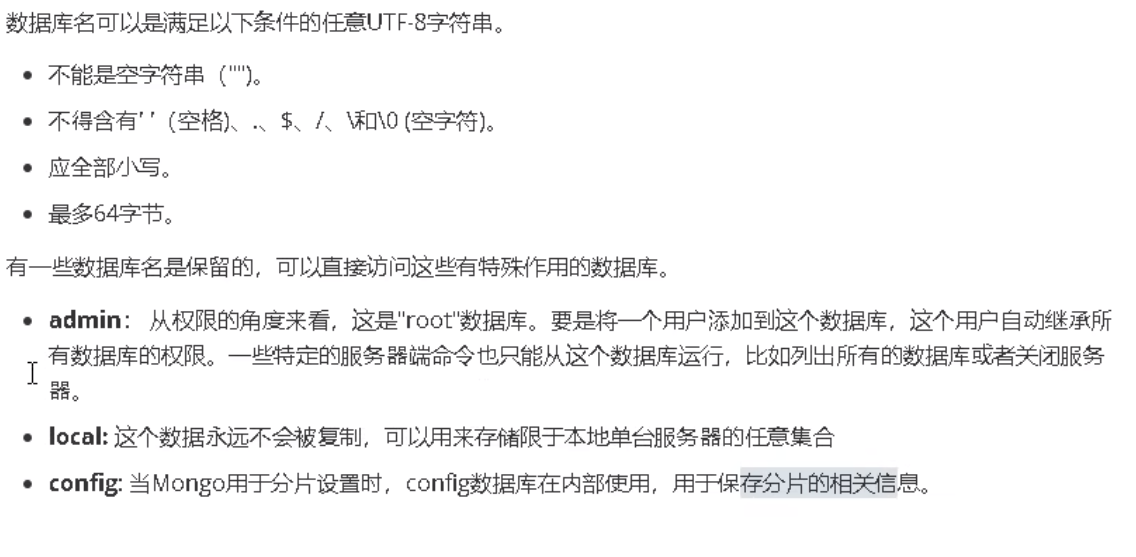 数据库名可以是满足以下条件的任意UTF-8字符串。
• 不能是空字符串（"")。
• 不得含有' '（空格)、.、$、/、\和\0 (空字符)。
• 应全部小写。
• 最多64字节。
有一些数据库名是保留的，可以直接访问这些有特殊作用的数据库。
• admin： 从权限的角度来看，这是"root"数据库。要是将一个用户添加到这个数据库，这个用户自动继承所
有数据库的权限。一些特定的服务器端命令也只能从这个数据库运行，比如列出所有的数据库或者关闭服务
器。
• local: 这个数据永远不会被复制，可以用来存储限于本地单台服务器的任意集合
• config: 当Mongo用于分片设置时，config数据库在内部使用，用于保存分片的相关信息。